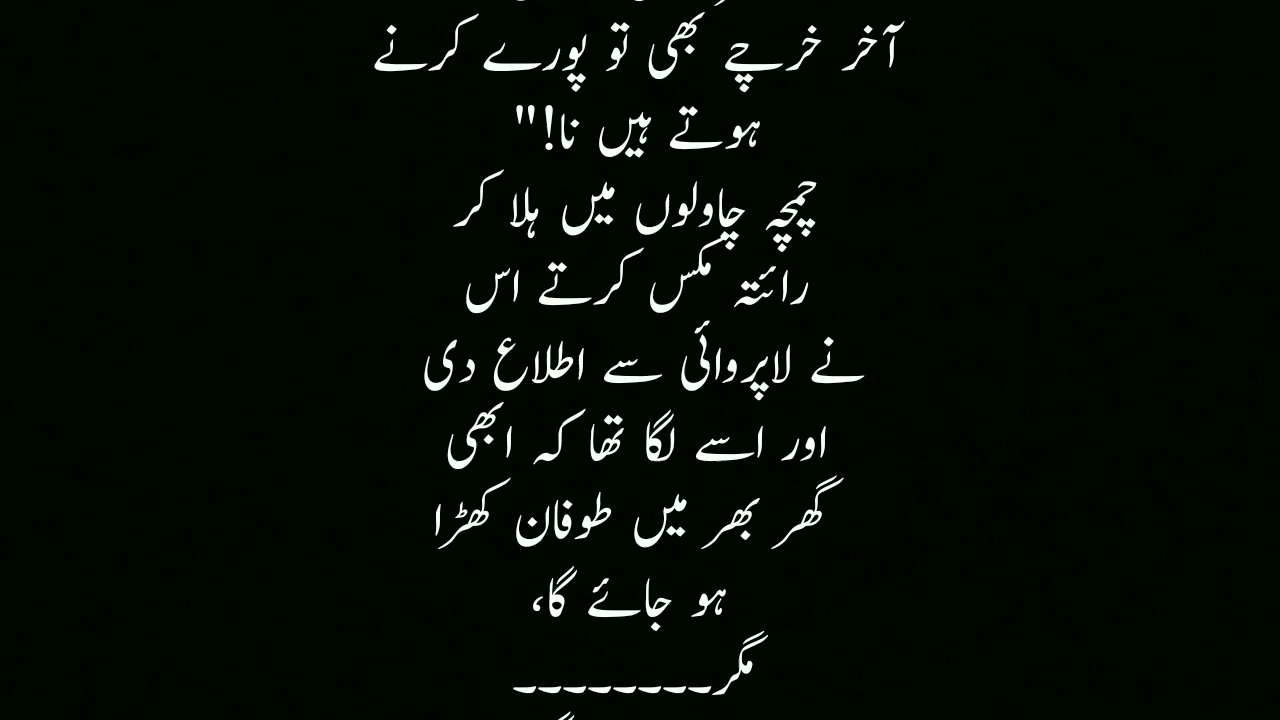 آخر خرچے بھی تو پورے کرنے
ہوتے ہیں نا!"
چمچہ چاولوں میں ہلا کر
رائتہ مکس کرتے اس
نے لاپروائی سے اطلاع دی
اور اسے لگا تھا کہ ابھی
گھر بھر میں طوفان کھڑا
ہو جائے گا،
مگر۔۔۔۔۔۔۔۔